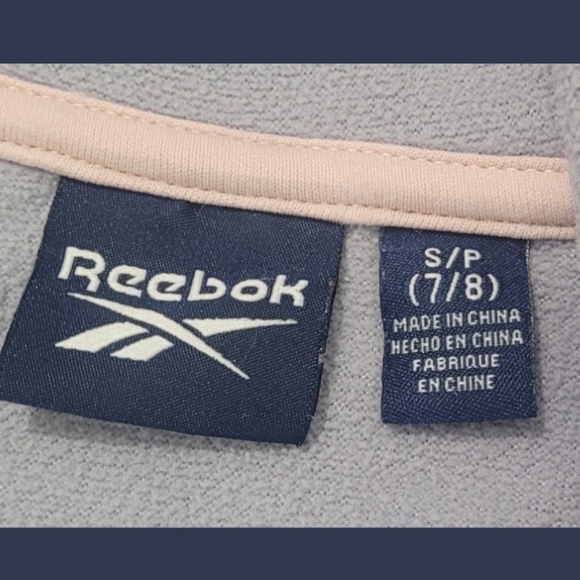 Reebok
S/P
(7/8)
MADE IN CHINA
HECHO EN CHINA
FABRIQUE
EN CHINE